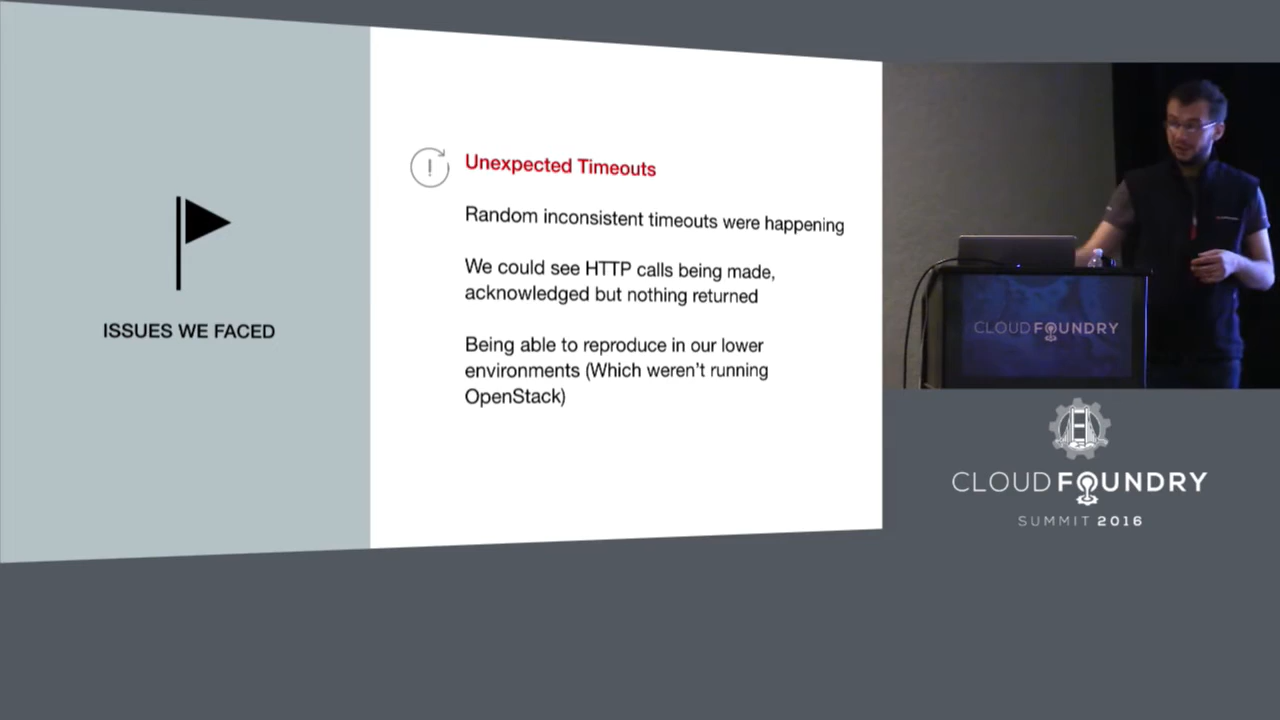 ISSUES WE FACED
!
Unexpected Timeouts
Random inconsistent timeouts were happening
We could see HTTP calls being made,
acknowledged but nothing returned
Being able to reproduce in our lower
environments (Which weren't running
OpenStack)
CLOUD FOUNDRY
CLOUD FOUNDRY
SUMMIT 2016